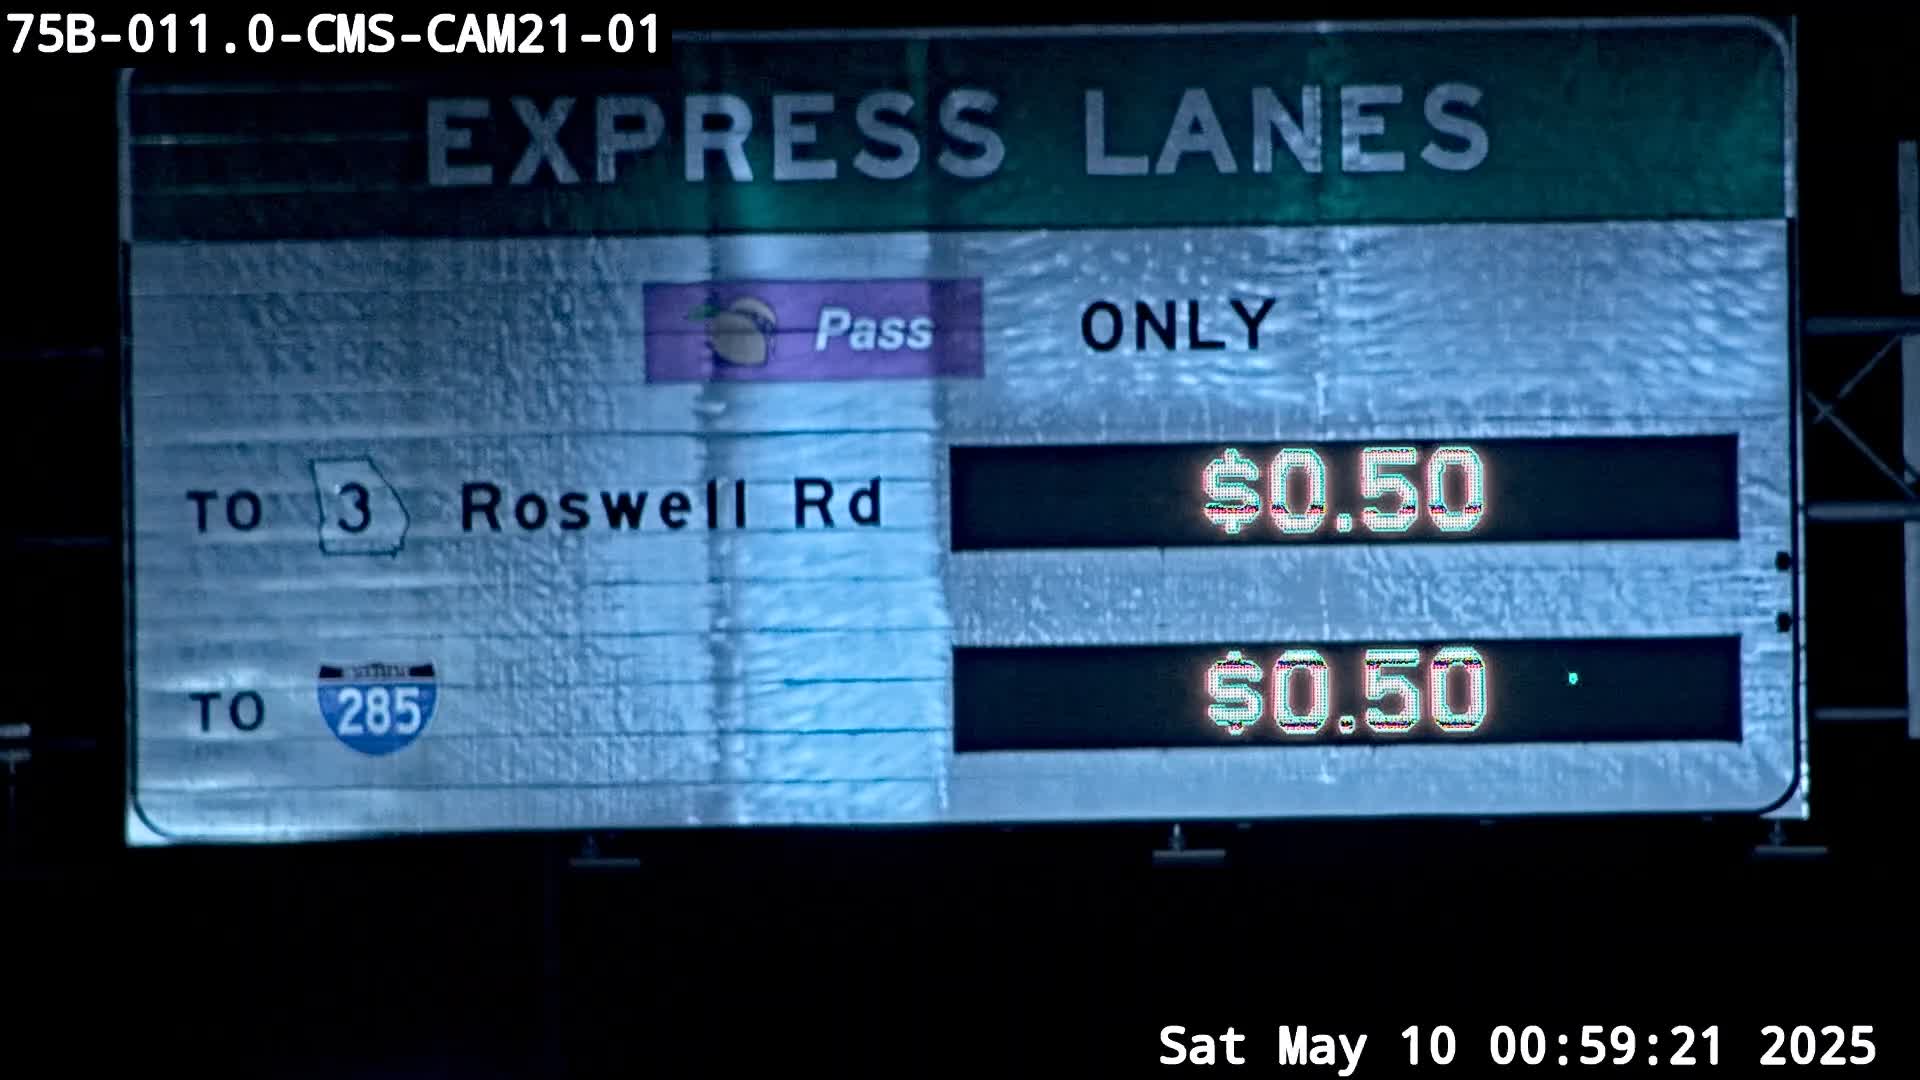 75B-011.0-CMS-CAM21-01
EXPRESS LANES
Pass ONLY
TO 3 Roswell Rd $0.50
TO 285 $0.50
Sat May 10 00:59:21 2025